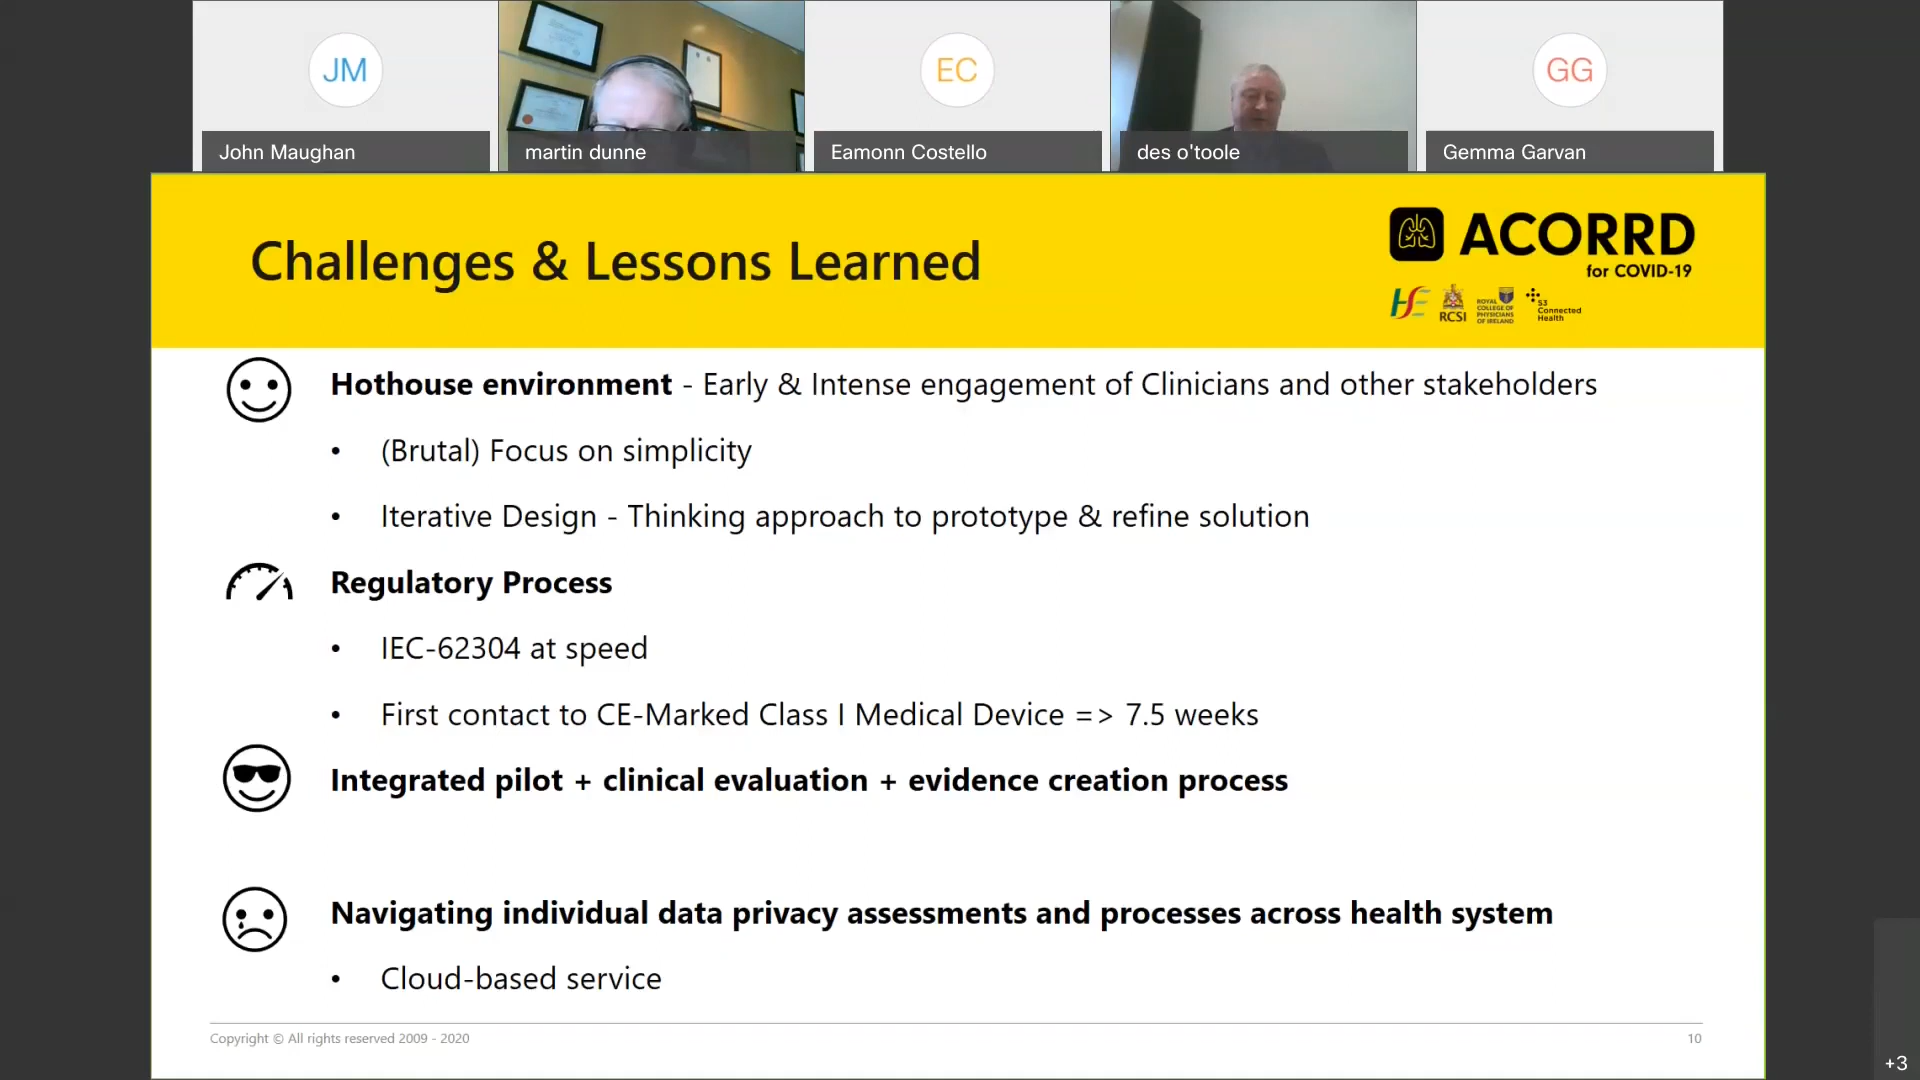 JM
John Maughan
martin dunne
EC
Eamonn Costello
des o'toole
GG
Gemma Garvan
Challenges & Lessons Learned
ACORRD
for COVID-19
RCSI
ROYAL
COLLEGE OF
PHYSICIANS
OF IRELAND
S3
Connected
Health
Hothouse environment - Early & Intense engagement of Clinicians and other stakeholders
• (Brutal) Focus on simplicity
• Iterative Design - Thinking approach to prototype & refine solution
Regulatory Process
• IEC-62304 at speed
• First contact to CE-Marked Class I Medical Device => 7.5 weeks
Integrated pilot + clinical evaluation + evidence creation process
Navigating individual data privacy assessments and processes across health system
• Cloud-based service
Copyright © All rights reserved 2009 - 2020
10
+3